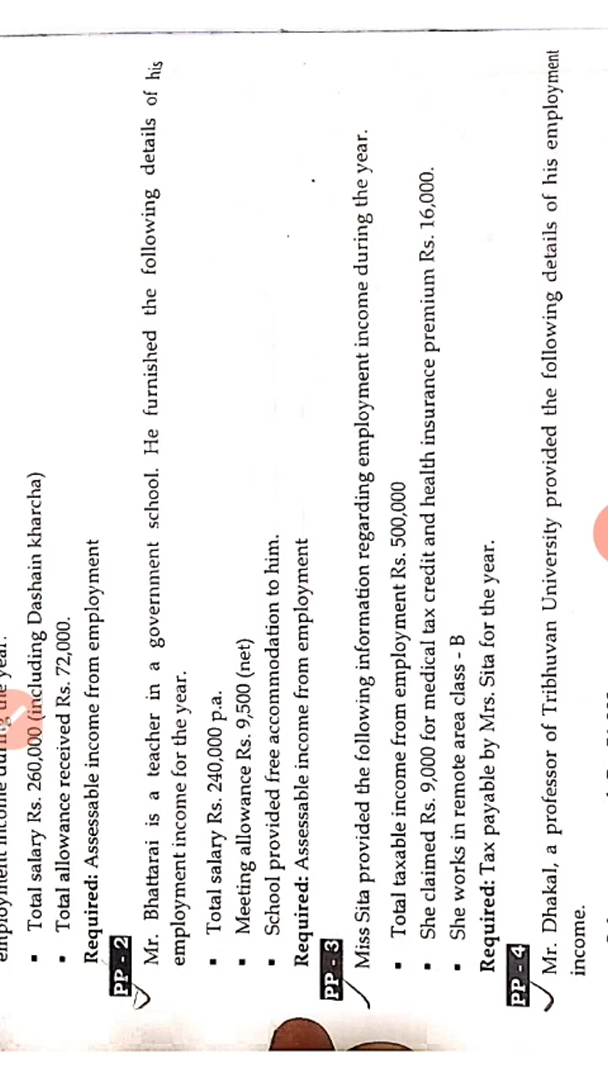 employment income during the year.
▪ Total salary Rs. 260,000 (including Dashain kharcha)
▪ Total allowance received Rs. 72,000.
Required: Assessable income from employment
PP - 2
Mr. Bhattarai is a teacher in a government school. He furnished the following details of his
employment income for the year.
▪ Total salary Rs. 240,000 p.a.
▪ Meeting allowance Rs. 9,500 (net)
▪ School provided free accommodation to him.
Required: Assessable income from employment
PP - 3
Miss Sita provided the following information regarding employment income during the year.
▪ Total taxable income from employment Rs. 500,000
▪ She claimed Rs. 9,000 for medical tax credit and health insurance premium Rs. 16,000.
▪ She works in remote area class - B
Required: Tax payable by Mrs. Sita for the year.
PP - 4
Mr. Dhakal, a professor of Tribhuvan University provided the following details of his employment
income.